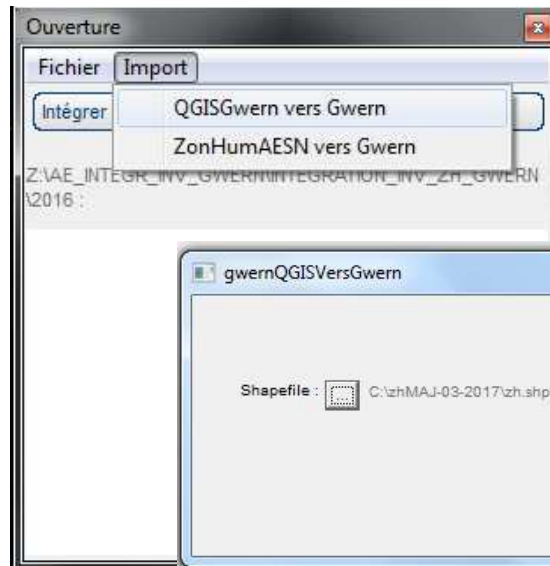 Ouverture
Fichier Import
Intégrer
QGISGwern vers Gwern
ZonHumAESN vers Gwern
Z:\AE_INTEGR_INV_GWERN\INTEGRATION_INV_ZH_GWERN
\2016 :
gwernQGISVersGwern
Shapefile : ... C:\zhMAJ-03-2017\zh.shp